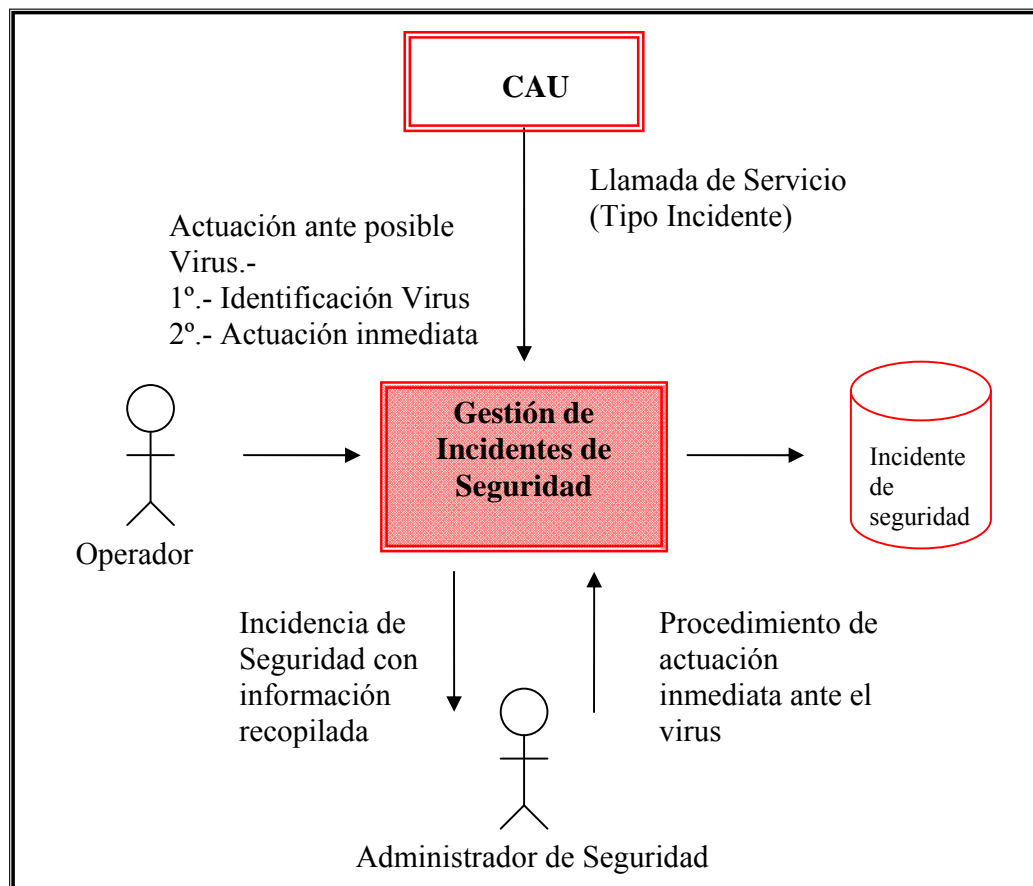 CAU
Llamada de Servicio
(Tipo Incidente)
Actuación ante posible
Virus.-
1º.- Identificación Virus
2º.- Actuación inmediata
Gestión de
Incidentes de
Seguridad
Incidente
de
seguridad
Operador
Incidencia de
Seguridad con
información
recopilada
Procedimiento de
actuación
inmediata ante el
virus
Administrador de Seguridad